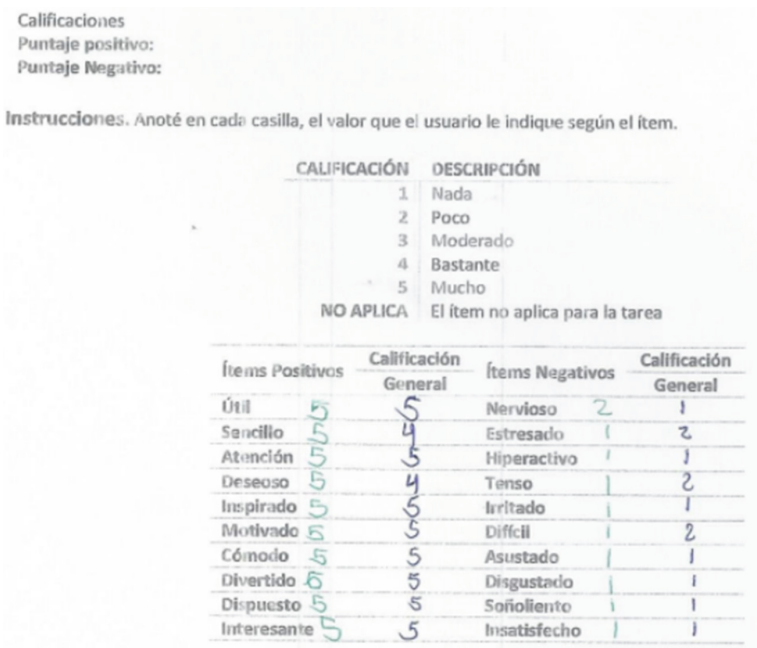 Calificaciones
Puntaje positivo:
Puntaje Negativo:
Instrucciones. Anoté en cada casilla, el valor que el usuario le indique según el ítem.
CALIFICACIÓN DESCRIPCIÓN
1 Nada
2 Poco
3 Moderado
4 Bastante
5 Mucho
NO APLICA El ítem no aplica para la tarea
Ítems Positivos Calificación General Ítems Negativos Calificación General
Útil 5 5 Nervioso 2 1
Sencillo 5 4 Estresado 1 2
Atención 5 5 Hiperactivo 1 1
Deseoso 5 4 Tenso 1 2
Inspirado 5 5 Irritado 1 1
Motivado 5 5 Difícil 1 2
Cómodo 5 5 Asustado 1 1
Divertido 5 5 Disgustado 1 1
Dispuesto 5 5 Soñoliento 1 1
Interesante 5 5 Insatisfecho 1 1